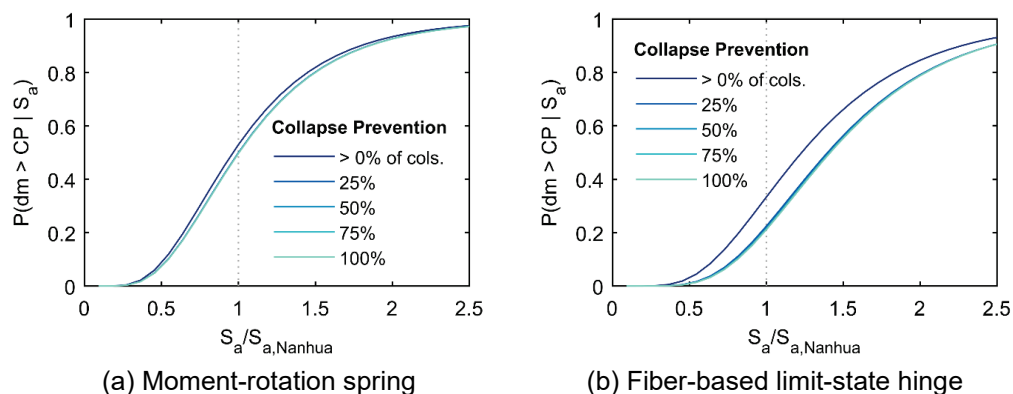 1
0.8
0.6
0.4
0.2
0
P(dm > CP | Sa)
Collapse Prevention
> 0% of cols.
25%
50%
75%
100%
0 0.5 1 1.5 2 2.5
Sa/Sa,Nanhua
(a) Moment-rotation spring
1
0.8
0.6
0.4
0.2
0
P(dm > CP | Sa)
Collapse Prevention
> 0% of cols.
25%
50%
75%
100%
0 0.5 1 1.5 2 2.5
Sa/Sa,Nanhua
(b) Fiber-based limit-state hinge